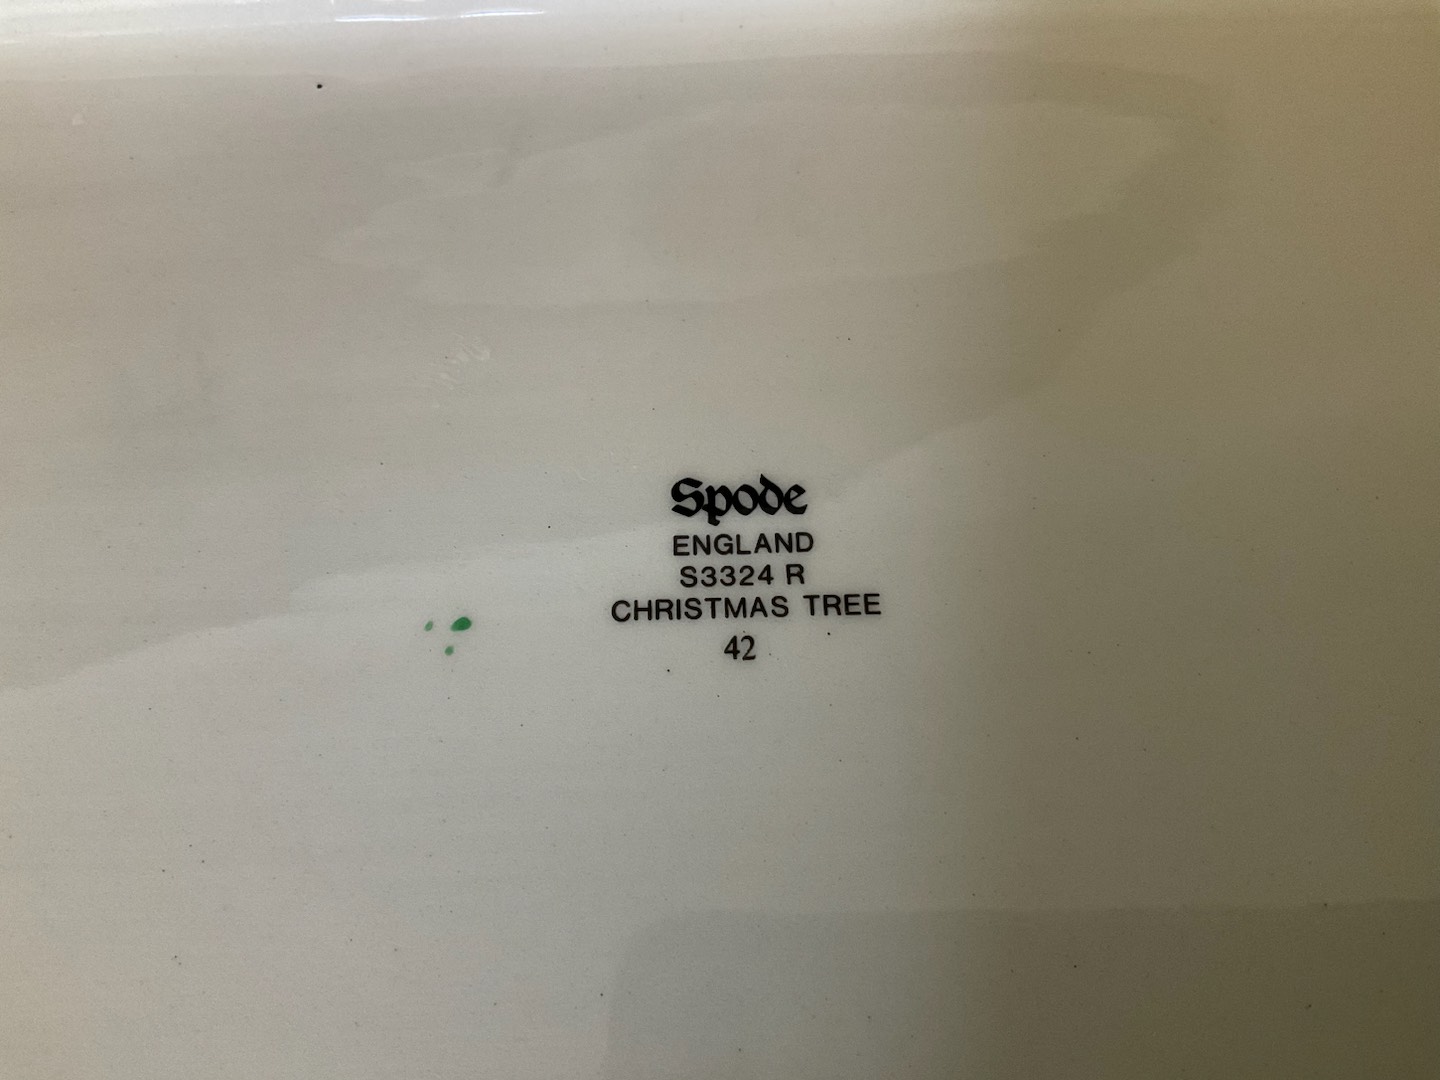 Spode
ENGLAND
S3324 R
CHRISTMAS TREE
42